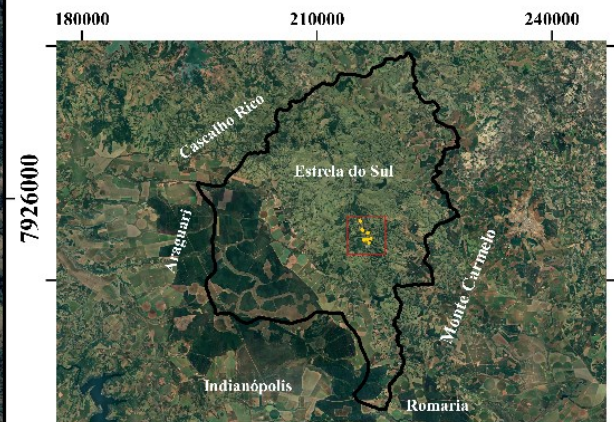 180000 210000 240000
Cascalho Rico
Estrela do Sul
7926000
Araguari
Monte Carmelo
Indianópolis
Romaria